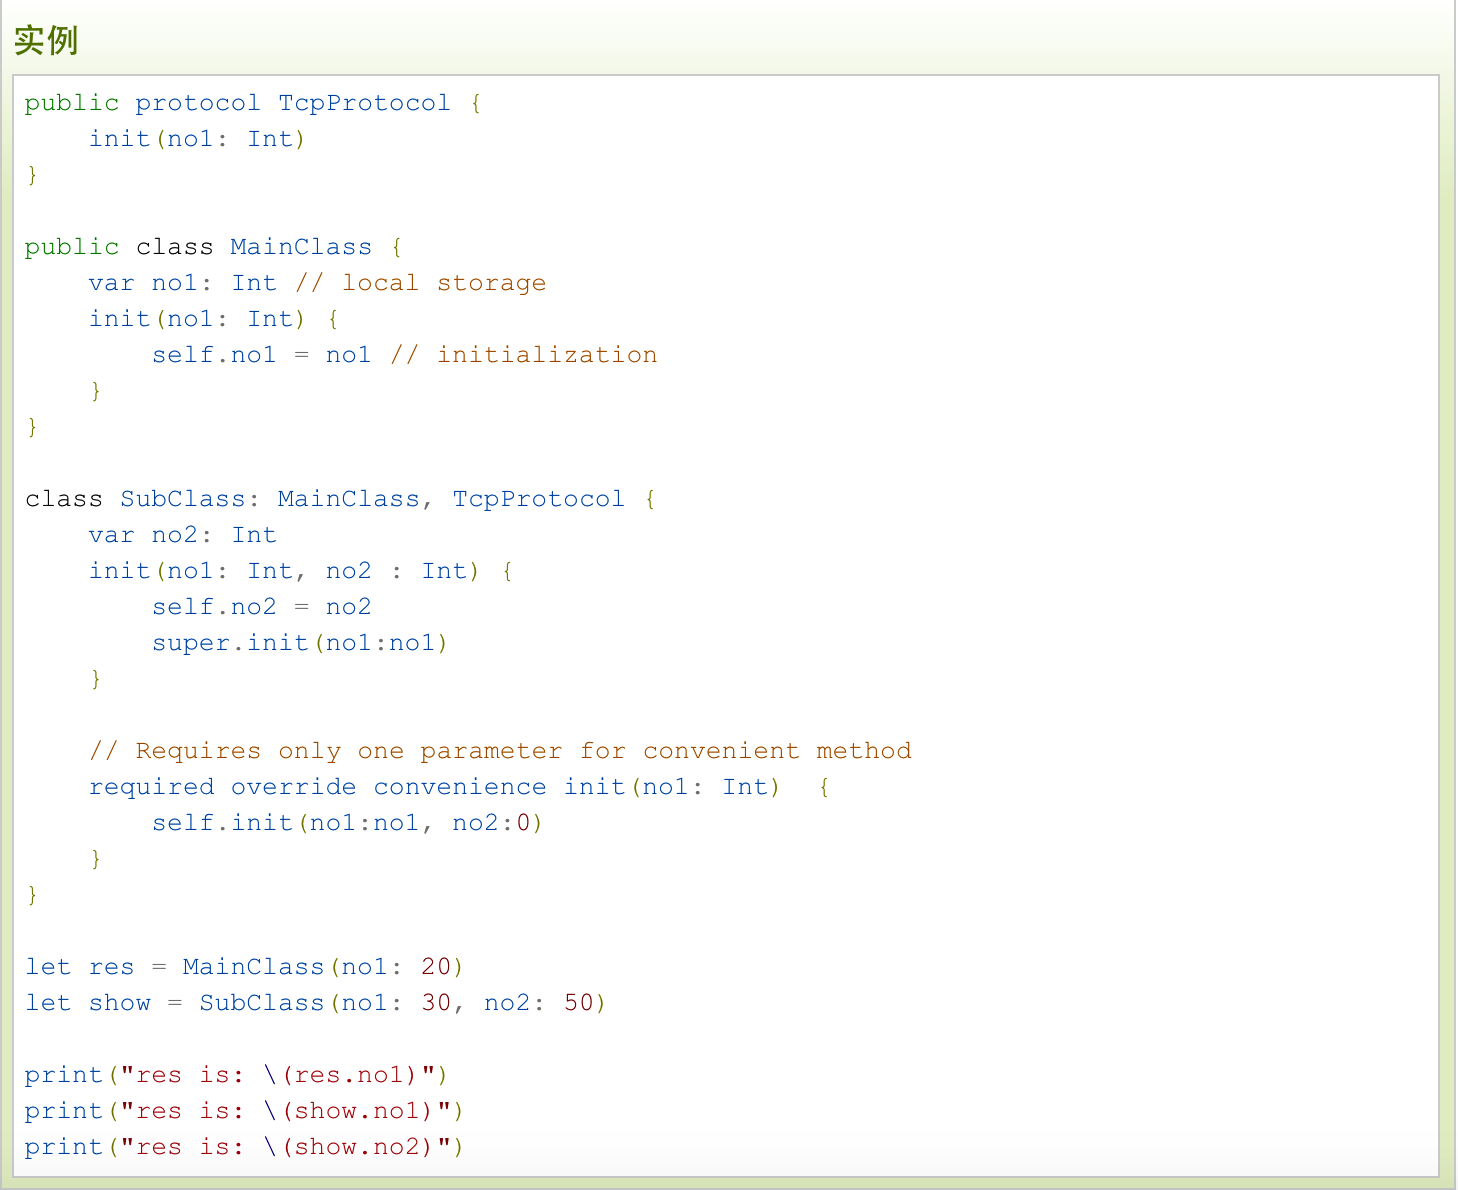 实例
public protocol TcpProtocol {
    init(no1: Int)
}

public class MainClass {
    var no1: Int // local storage
    init(no1: Int) {
        self.no1 = no1 // initialization
    }
}

class SubClass: MainClass, TcpProtocol {
    var no2: Int
    init(no1: Int, no2 : Int) {
        self.no2 = no2
        super.init(no1:no1)
    }

    // Requires only one parameter for convenient method
    required override convenience init(no1: Int)  {
        self.init(no1:no1, no2:0)
    }
}

let res = MainClass(no1: 20)
let show = SubClass(no1: 30, no2: 50)

print("res is: \(res.no1)")
print("res is: \(show.no1)")
print("res is: \(show.no2)")